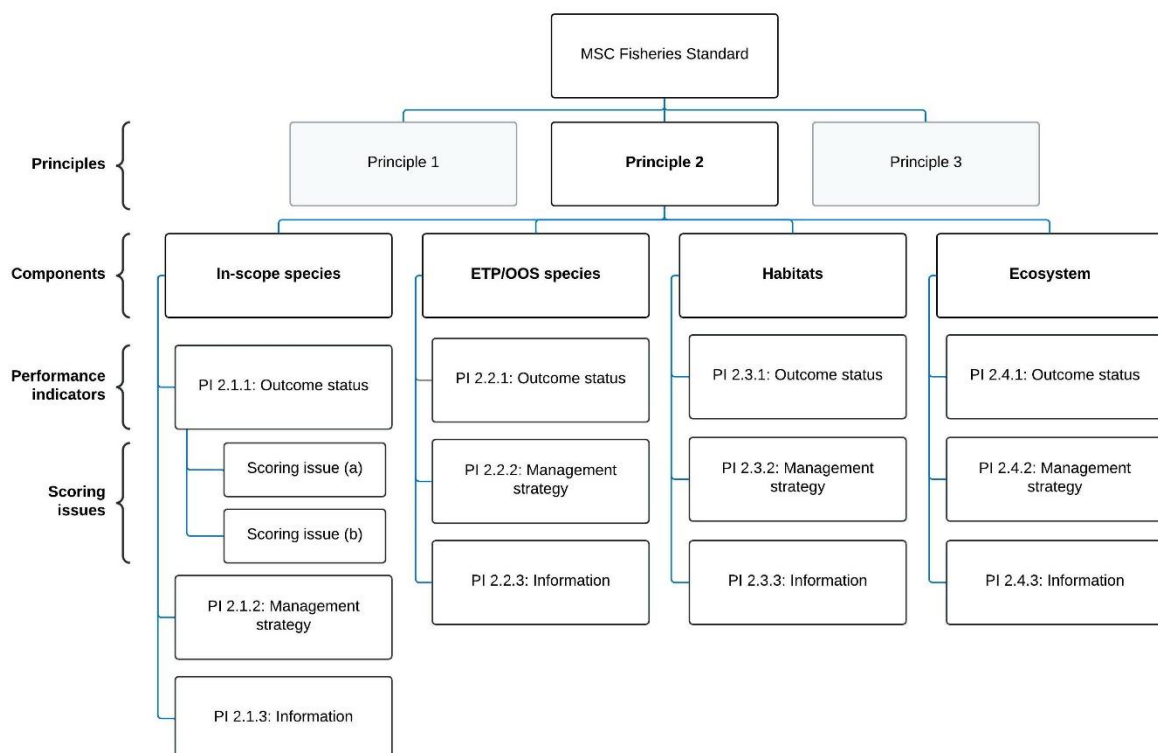 MSC Fisheries Standard
Principles
Principle 1
Principle 2
Principle 3
Components
In-scope species
ETP/OOS species
Habitats
Ecosystem
Performance
indicators
PI 2.1.1: Outcome status
PI 2.2.1: Outcome status
PI 2.3.1: Outcome status
PI 2.4.1: Outcome status
Scoring
issues
Scoring issue (a)
Scoring issue (b)
PI 2.2.2: Management
strategy
PI 2.3.2: Management
strategy
PI 2.4.2: Management
strategy
PI 2.2.3: Information
PI 2.3.3: Information
PI 2.4.3: Information
PI 2.1.2: Management
strategy
PI 2.1.3: Information